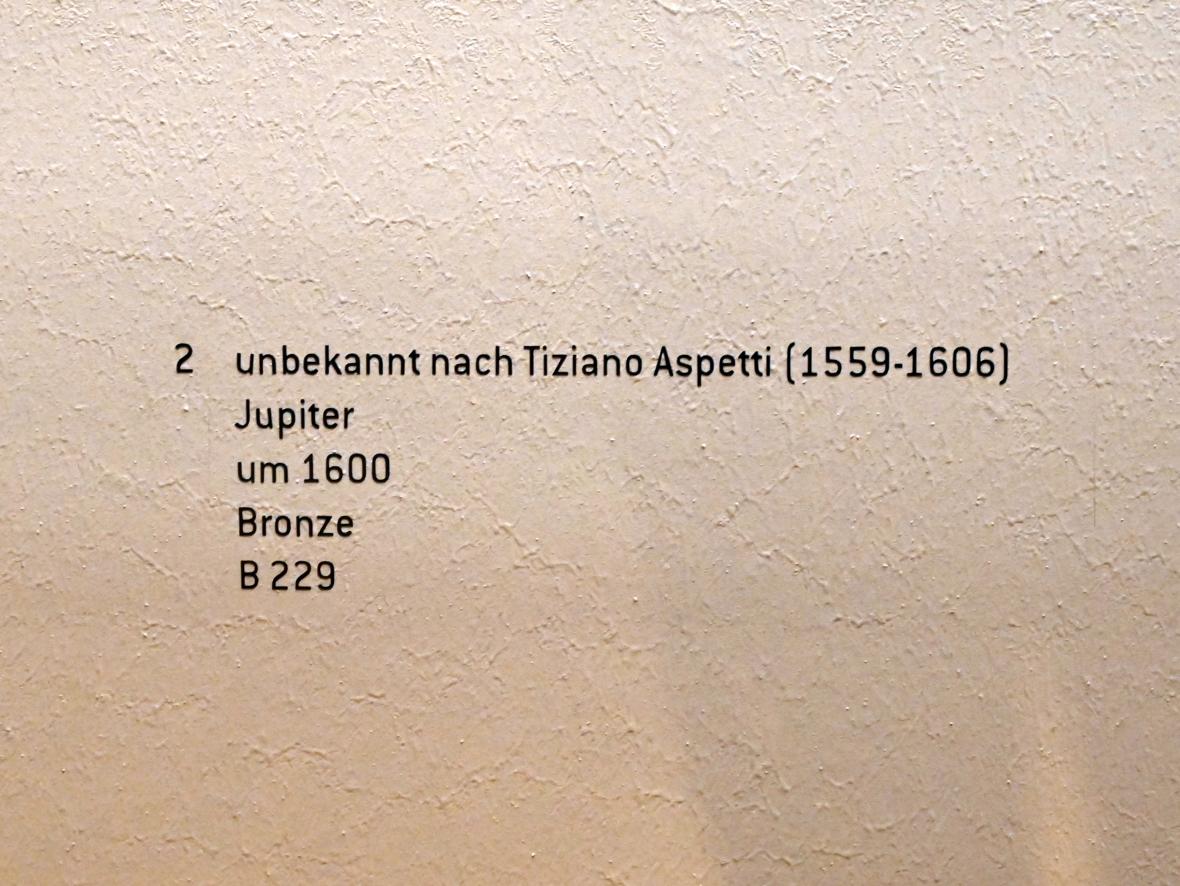 2 unbekannt nach Tiziano Aspetti (1559-1606)
Jupiter
um 1600
Bronze
B 229